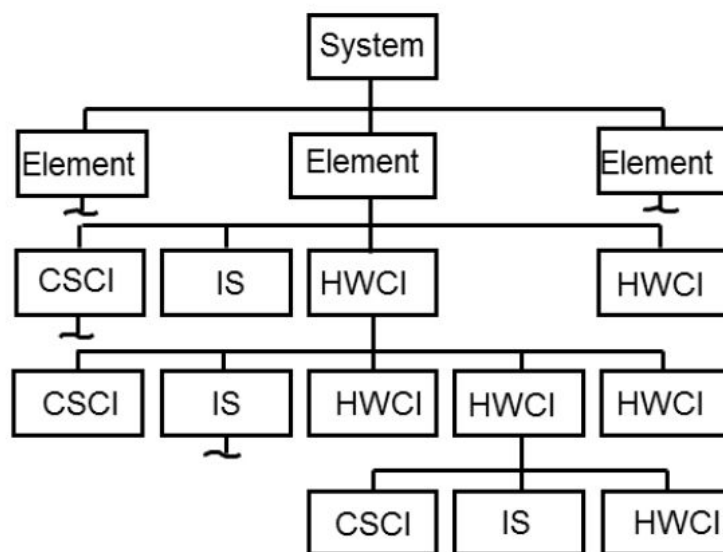 System
Element Element Element
CSCI IS HWCI HWCI
CSCI IS HWCI HWCI HWCI
CSCI IS HWCI